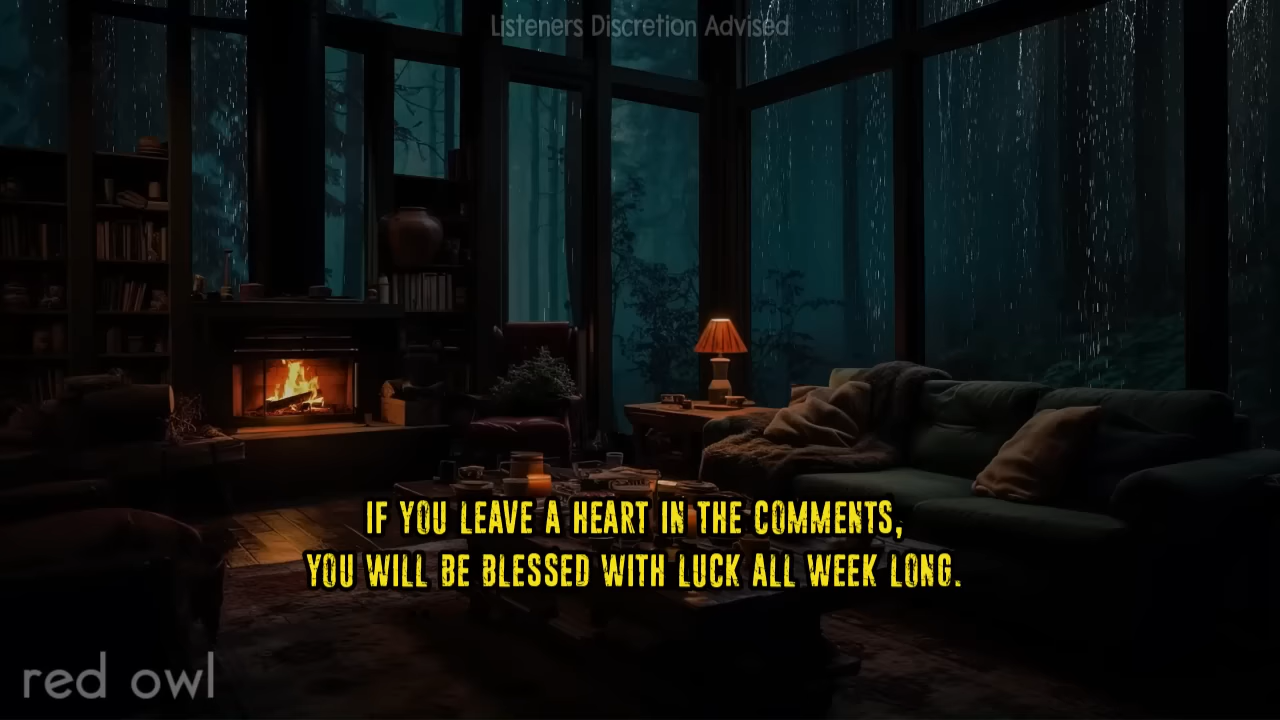 Listeners Discretion Advised
IF YOU LEAVE A HEART IN THE COMMENTS,
YOU WILL BE BLESSED WITH LUCK ALL WEEK LONG.
red owl